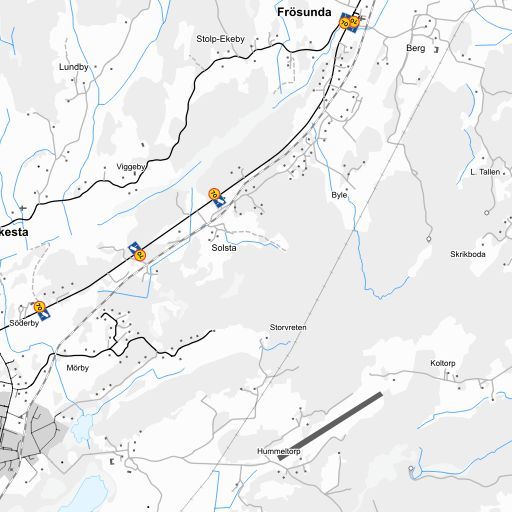 Frösunda
Stolp-Ekeby
Berg
Lundby
Viggeby
L. Tallen
Byle
kesta
Solsta
Skrikboda
Söderby
Storvreten
Mörby
Koltorp
Hummeltorp